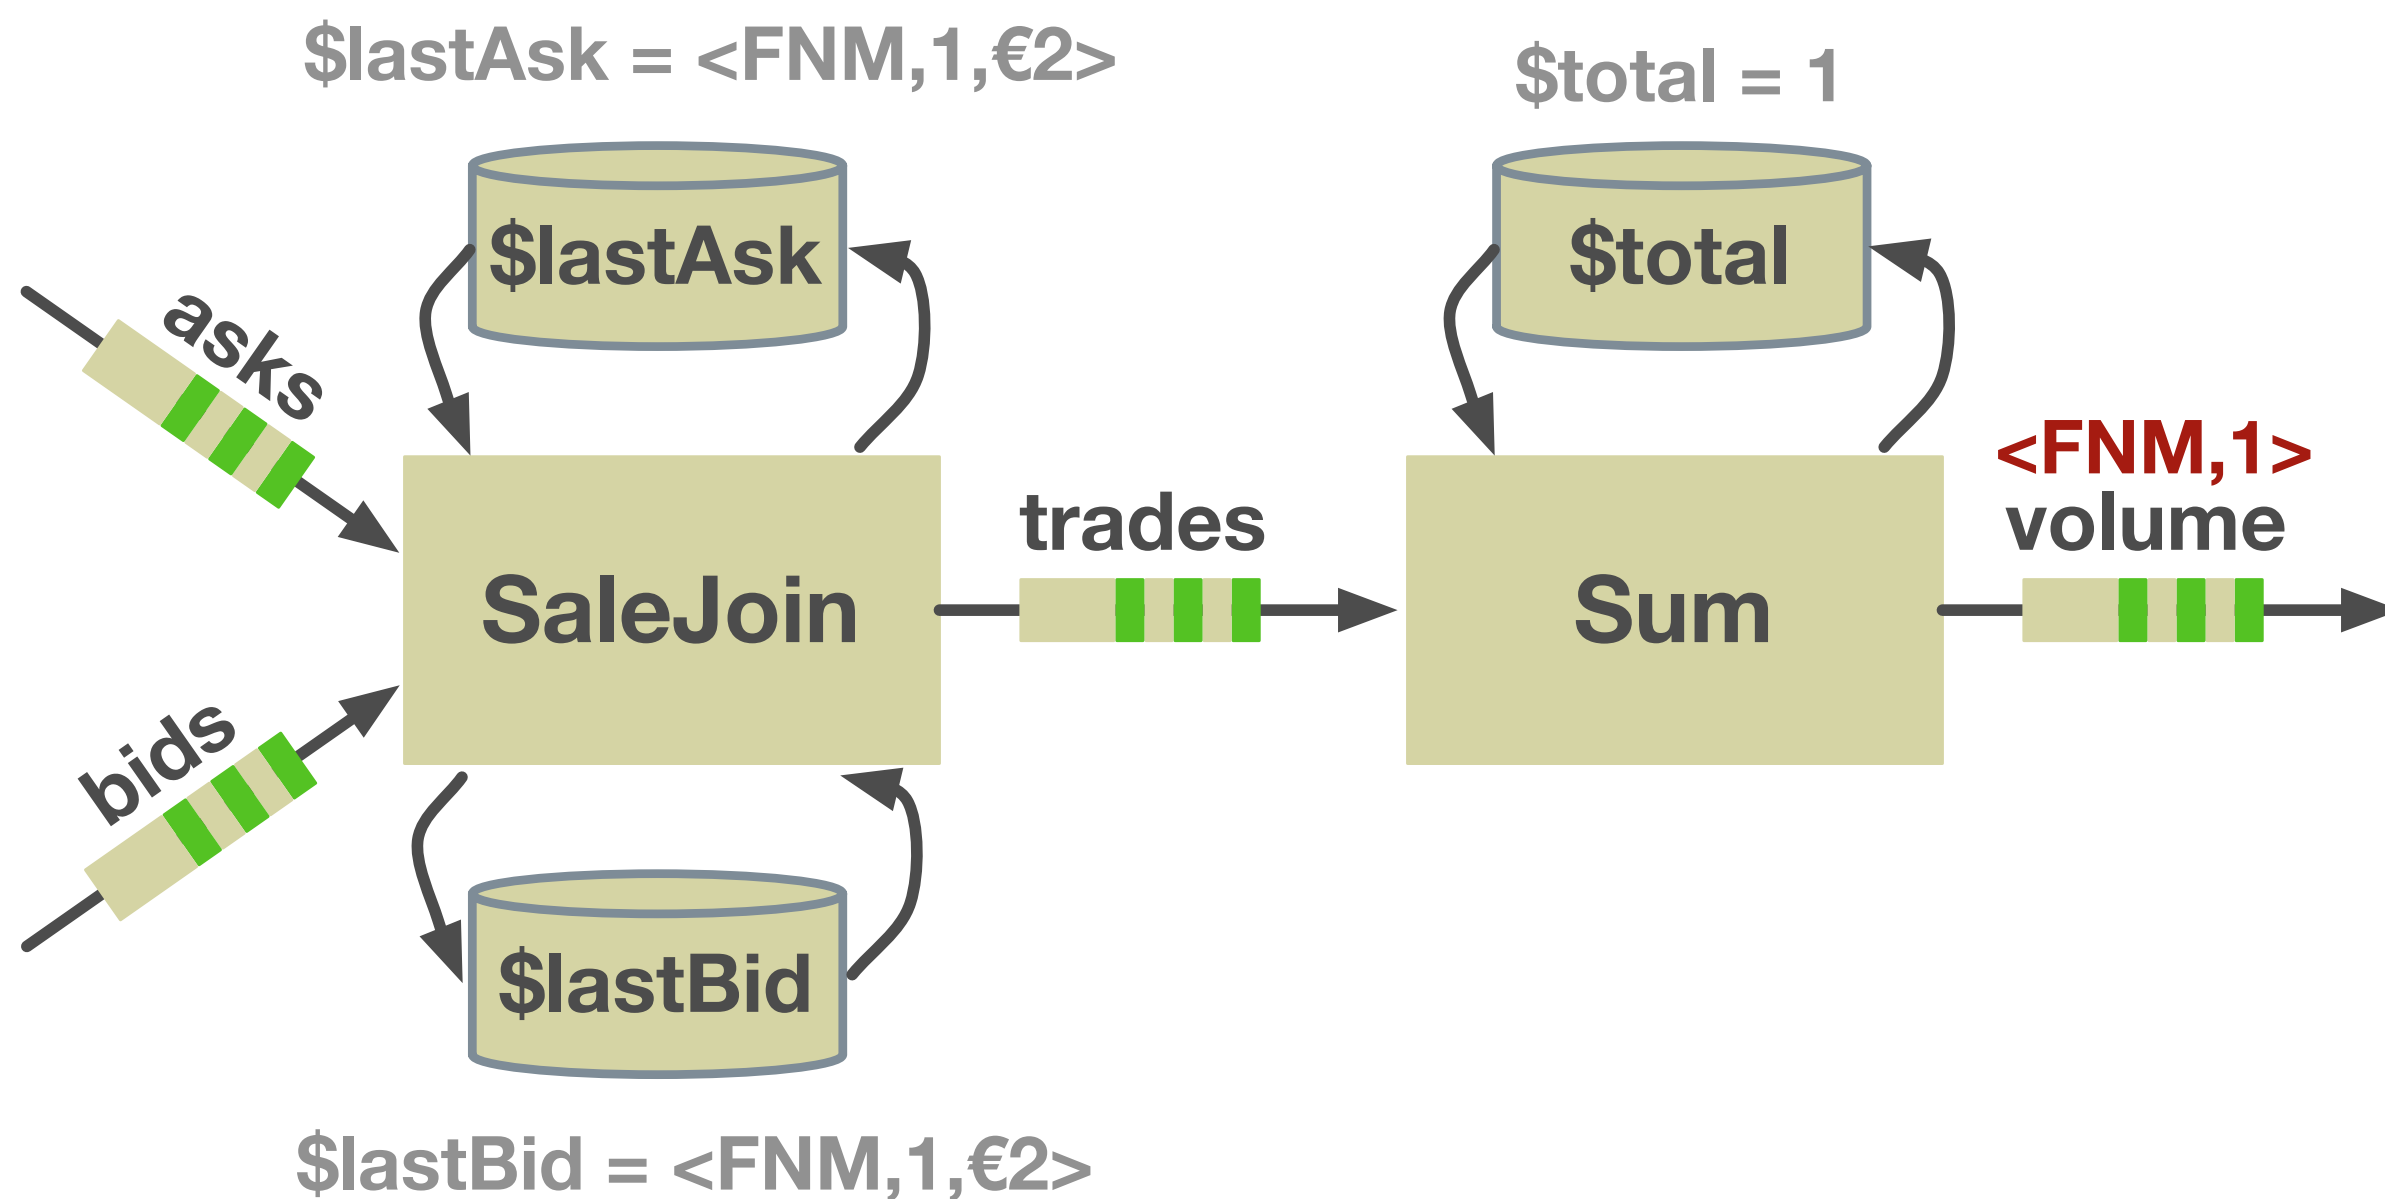 $lastAsk = <FNM,1,€2>
$total = 1
$lastAsk
$total
asks
<FNM,1>
volume
trades
SaleJoin
Sum
bids
$lastBid
$lastBid = <FNM,1,€2>